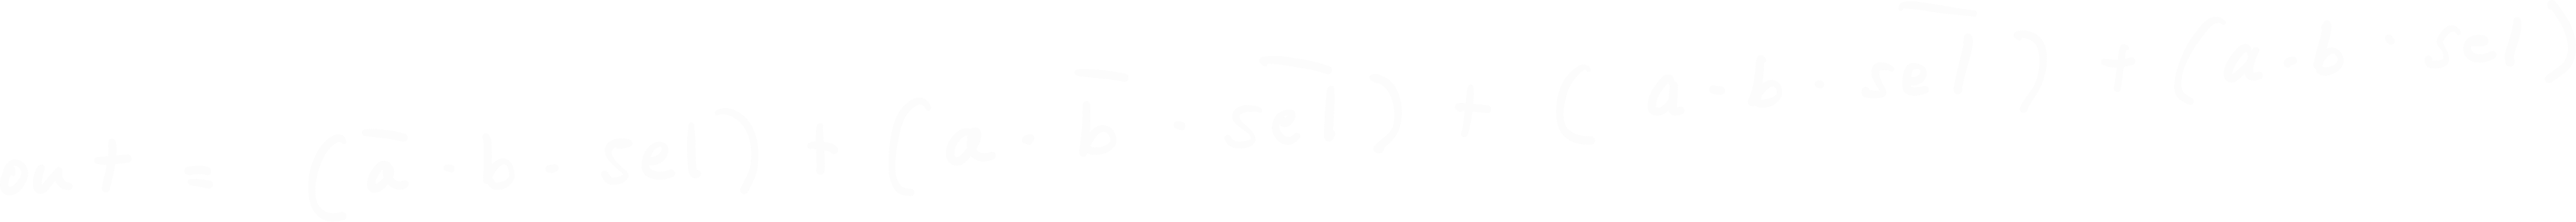 out = (a̅ · b · sel) + (a · b̅ · s̅e̅l̅) + (a · b · s̅e̅l̅) + (a · b · sel)